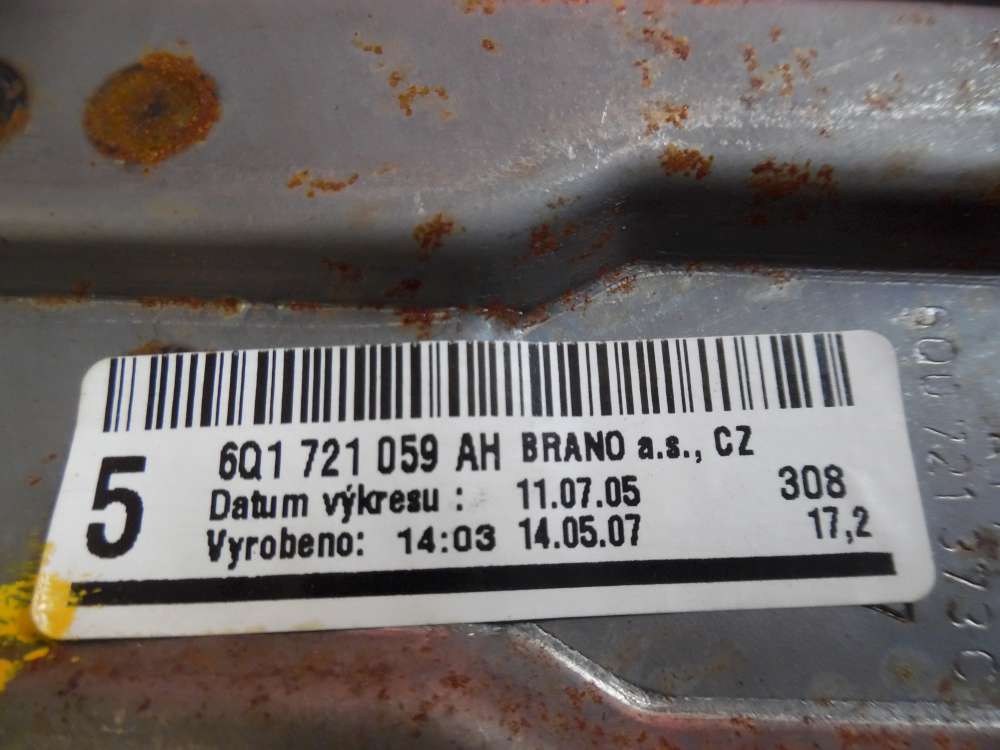 5
6Q1 721 059 AH BRANO a.s., CZ
Datum výkresu : 11.07.05 308
Vyrobeno: 14:03 14.05.07 17,2